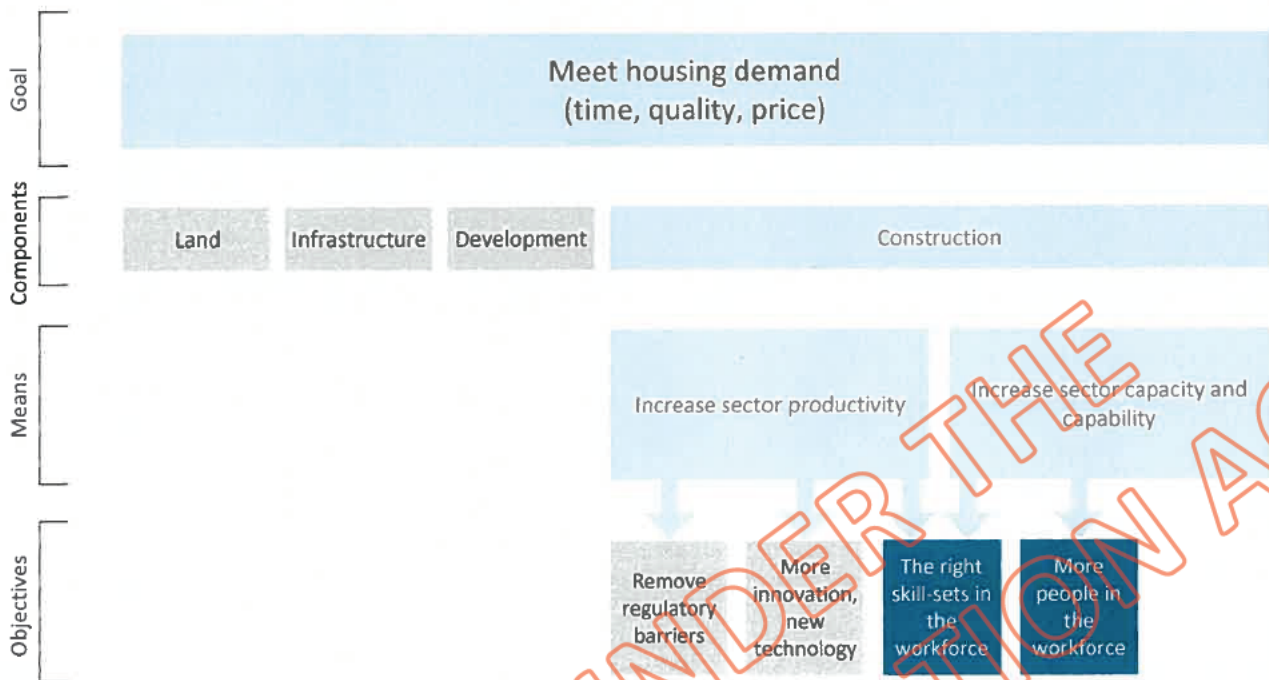 Goal
Meet housing demand
(time, quality, price)
Components
Land
Infrastructure
Development
Construction
Means
Increase sector productivity
Increase sector capacity and
capability
Objectives
Remove
regulatory
barriers
More
innovation,
new
technology
The right
skill-sets in
the
workforce
More
people in
the
workforce
UNDER THE